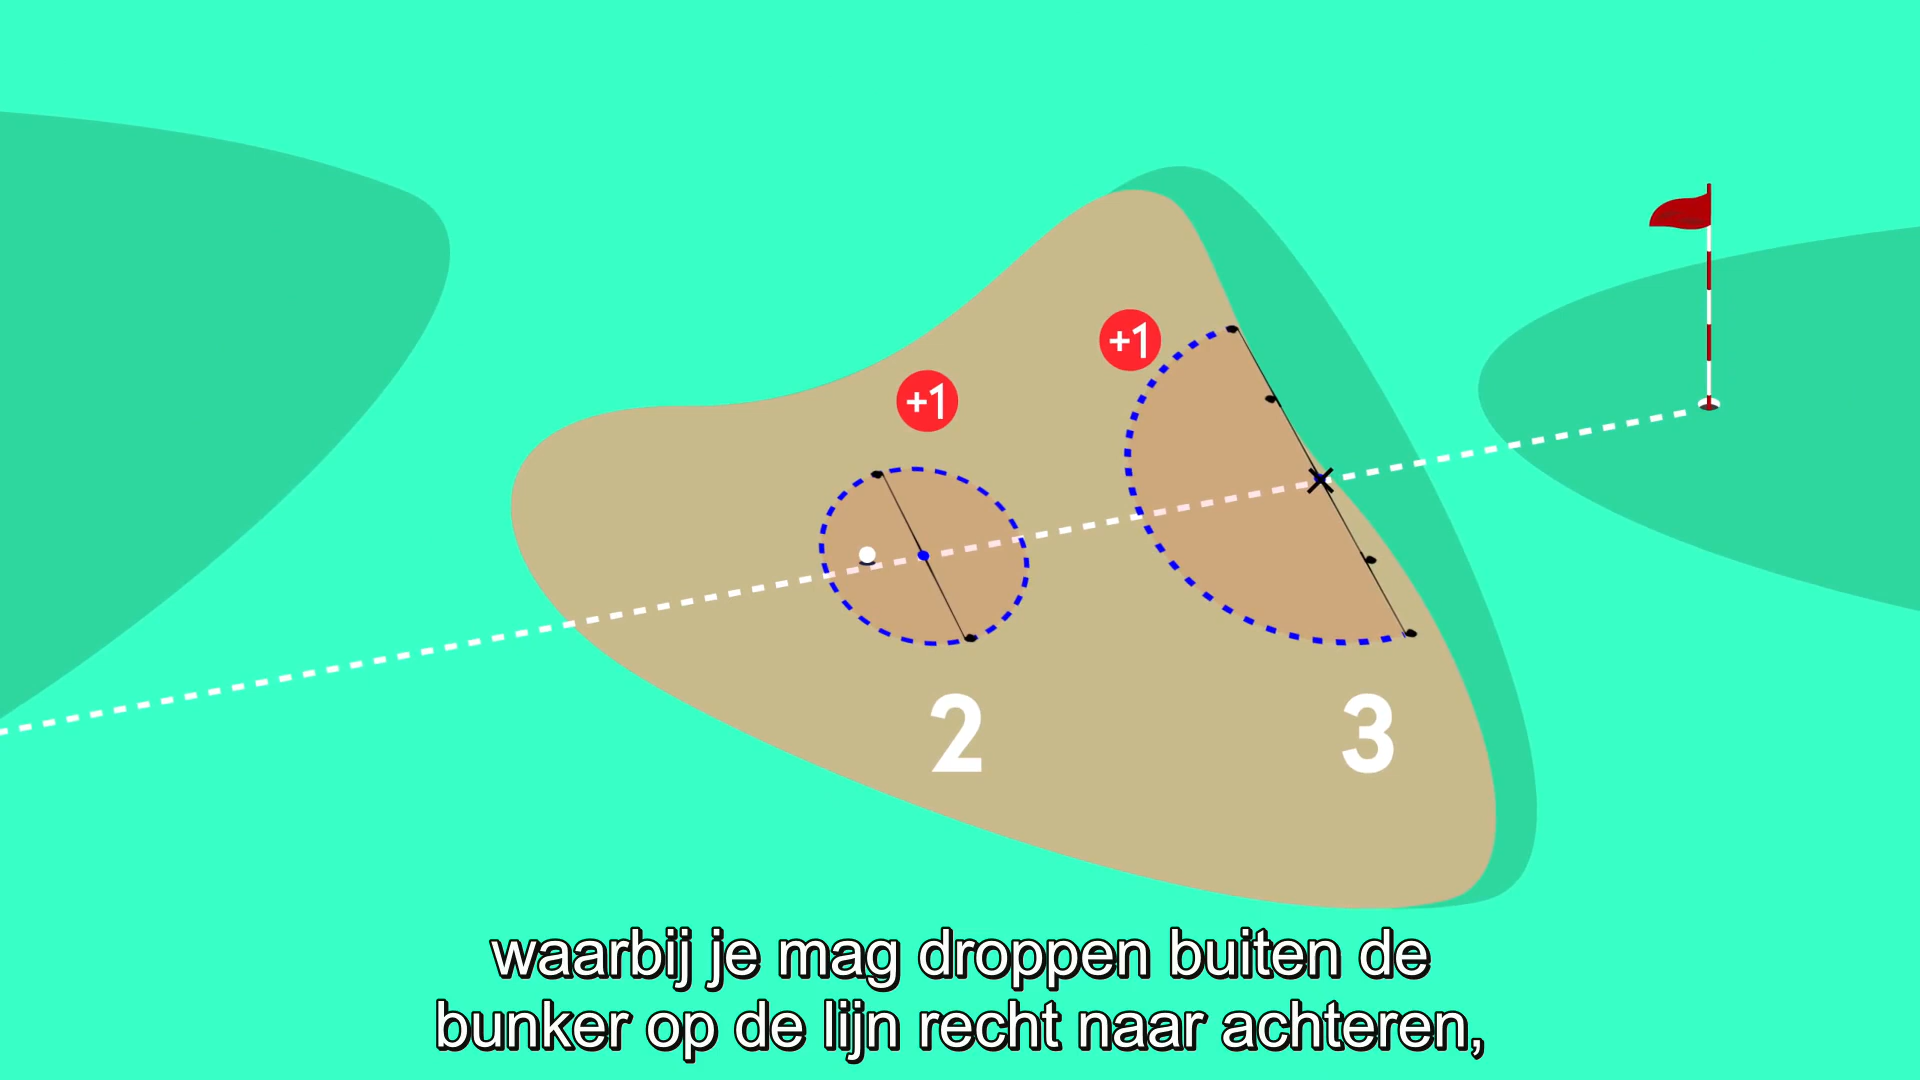 +1
+1
2
3
waarbij je mag droppen buiten de
bunker op de lijn recht naar achteren,